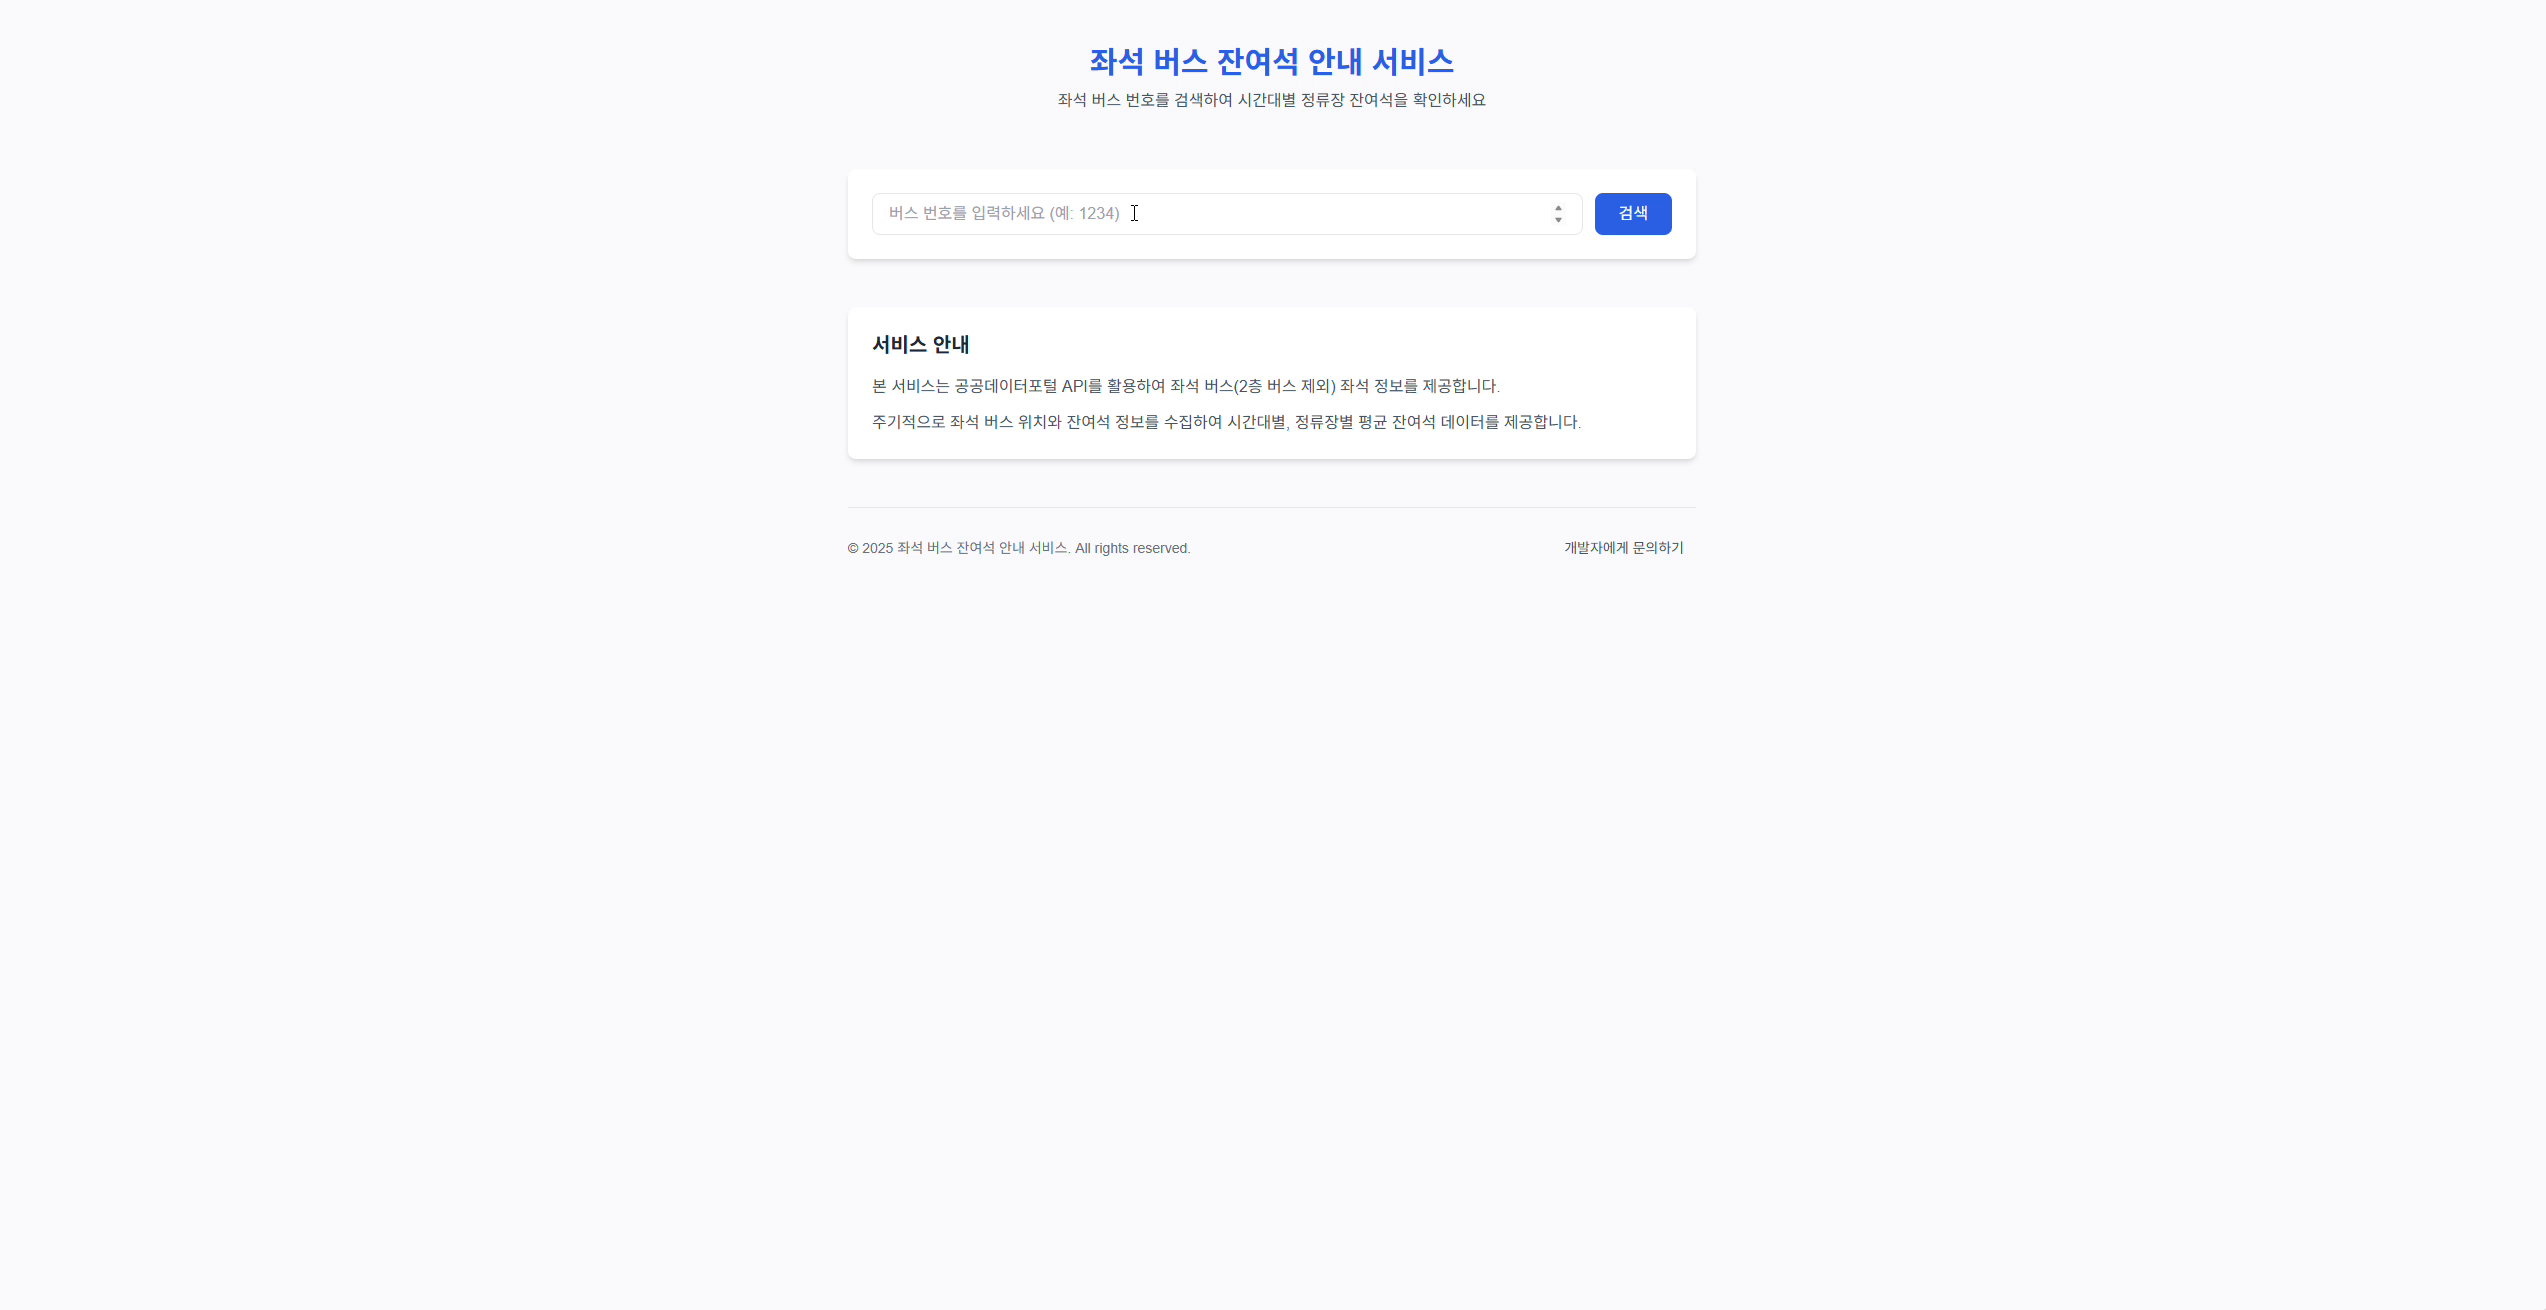 좌석 버스 잔여석 안내 서비스
좌석 버스 번호를 검색하여 시간대별 정류장 잔여석을 확인하세요
버스 번호를 입력하세요 (예: 1234)
검색
서비스 안내
본 서비스는 공공데이터포털 API를 활용하여 좌석 버스(2층 버스 제외) 좌석 정보를 제공합니다.
주기적으로 좌석 버스 위치와 잔여석 정보를 수집하여 시간대별, 정류장별 평균 잔여석 데이터를 제공합니다.
© 2025 좌석 버스 잔여석 안내 서비스. All rights reserved.
개발자에게 문의하기